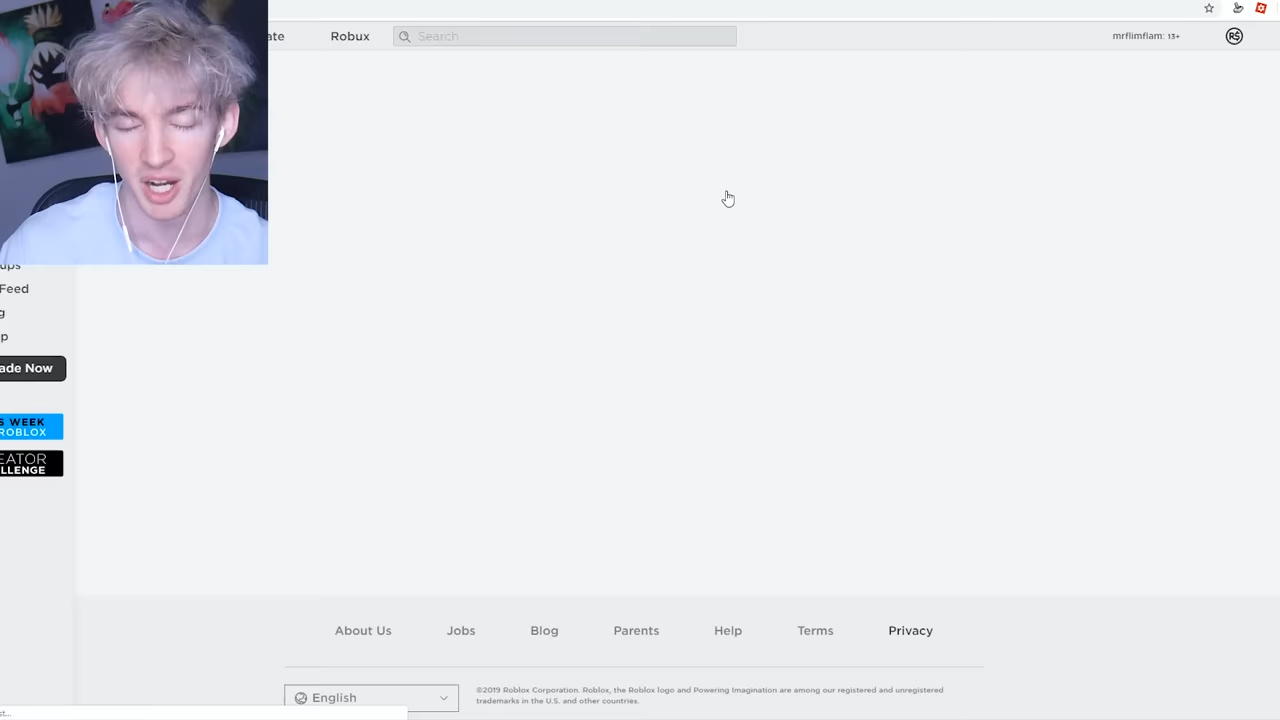 ate
Robux
Search
mrflimflam: 13+
R$
ups
Feed
g
p
ade Now
S WEEK
ROBLOX
EATOR
LLENGE
About Us
Jobs
Blog
Parents
Help
Terms
Privacy
English
©2019 Roblox Corporation. Roblox, the Roblox logo and Powering Imagination are among our registered and unregistered
trademarks in the U.S. and other countries.
st...